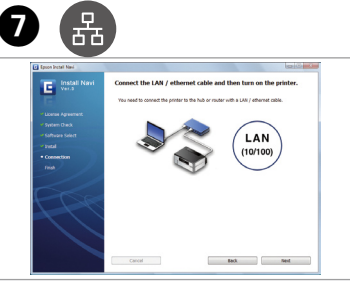 7
Epson Install Navi
Install Navi
Ver. 3
Connect the LAN / ethernet cable and then turn on the printer.
You need to connect the printer to the hub or router with a LAN / ethernet cable.
License Agreement
System Check
Software Select
Install
Connection
Finish
LAN
(10/100)
Cancel
Back
Next